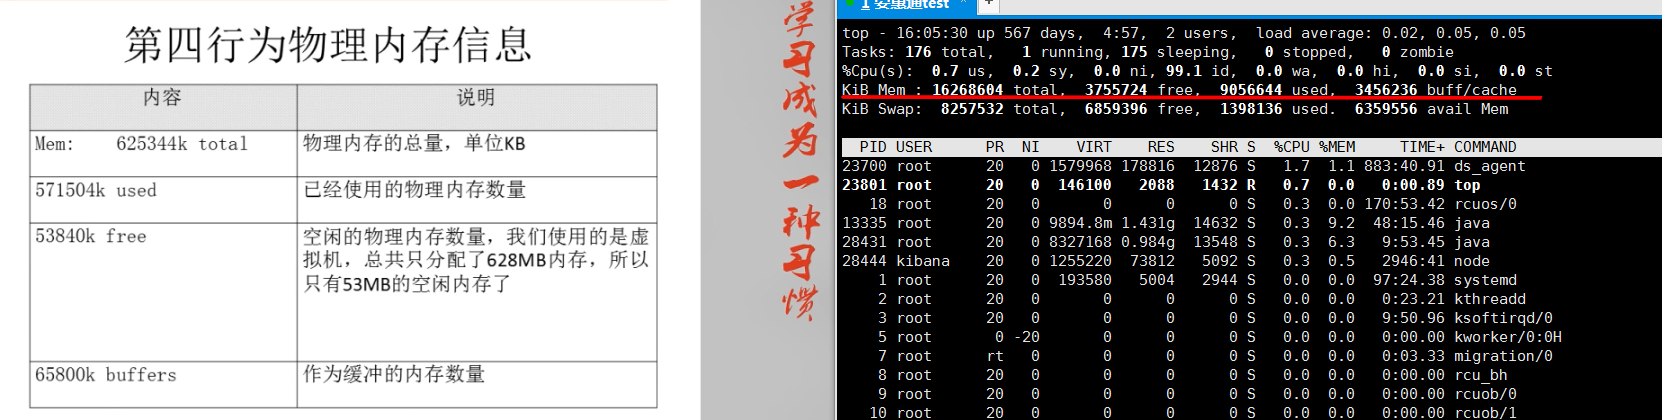 第四行为物理内存信息
内容 说明
Mem: 625344k total 物理内存的总量，单位KB
571504k used 已经使用的物理内存数量
53840k free 空闲的物理内存数量，我们使用的是虚
拟机，总共只分配了628MB内存，所以
只有53MB的空闲内存了
65800k buffers 作为缓冲的内存数量
学习成为一种习惯
top - 16:05:30 up 567 days, 4:57, 2 users, load average: 0.02, 0.05, 0.05
Tasks: 176 total, 1 running, 175 sleeping, 0 stopped, 0 zombie
%Cpu(s): 0.7 us, 0.2 sy, 0.0 ni, 99.1 id, 0.0 wa, 0.0 hi, 0.0 si, 0.0 st
KiB Mem : 16268604 total, 3755724 free, 9056644 used, 3456236 buff/cache
KiB Swap: 8257532 total, 6859396 free, 1398136 used. 6359556 avail Mem
PID USER PR NI VIRT RES SHR S %CPU %MEM TIME+ COMMAND
23700 root 20 0 1579968 178816 12876 S 1.7 1.1 883:40.91 ds_agent
23801 root 20 0 146100 2088 1432 R 0.7 0.0 0:00.89 top
18 root 20 0 0 0 0 S 0.3 0.0 170:53.42 rcuos/0
13335 root 20 0 9894.8m 1.431g 14632 S 0.3 9.2 48:15.46 java
28431 root 20 0 8327168 0.984g 13548 S 0.3 6.3 9:53.45 java
28444 kibana 20 0 1255220 73812 5092 S 0.3 0.5 2946:41 node
1 root 20 0 193580 5004 2944 S 0.0 0.0 97:24.38 systemd
2 root 20 0 0 0 0 S 0.0 0.0 0:23.21 kthreadd
3 root 20 0 0 0 0 S 0.0 0.0 9:50.96 ksoftirqd/0
5 root 0 -20 0 0 0 S 0.0 0.0 0:00.00 kworker/0:0H
7 root rt 0 0 0 0 S 0.0 0.0 0:03.33 migration/0
8 root 20 0 0 0 0 S 0.0 0.0 0:00.00 rcu_bh
9 root 20 0 0 0 0 S 0.0 0.0 0:00.00 rcuob/0
10 root 20 0 0 0 0 S 0.0 0.0 0:00.00 rcuob/1